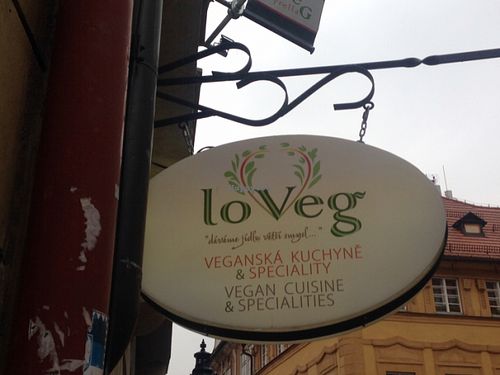 G
loVeg
"dáváme jídlu větší smysl..."
VEGANSKÁ KUCHYNĚ
& SPECIALITY
VEGAN CUISINE
& SPECIALITIES